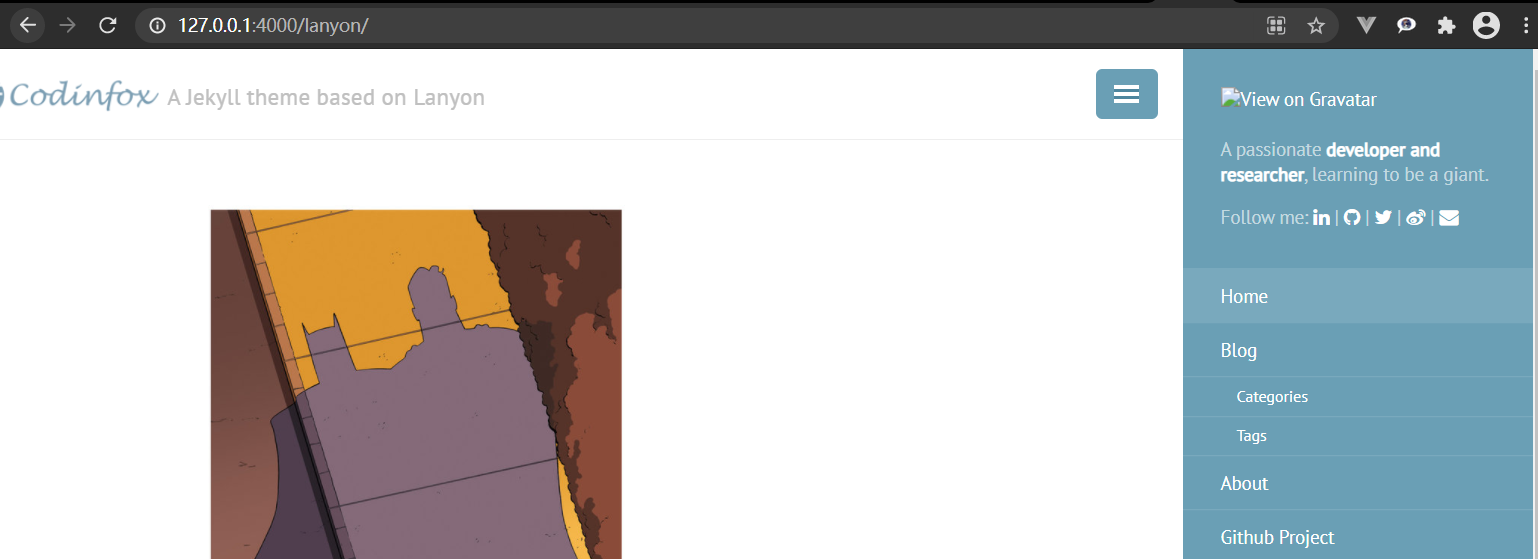 127.0.0.1:4000/lanyon/
Codinfox A Jekyll theme based on Lanyon
View on Gravatar
A passionate developer and
researcher, learning to be a giant.
Follow me: in | | | |
Home
Blog
Categories
Tags
About
Github Project